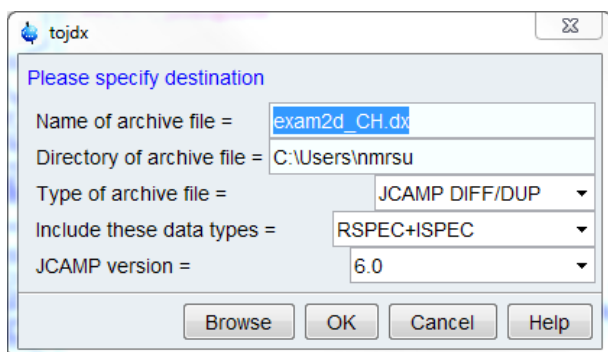 tojdx
Please specify destination
Name of archive file = exam2d_CH.dx
Directory of archive file = C:\Users\nmrsu
Type of archive file = JCAMP DIFF/DUP
Include these data types = RSPEC+ISPEC
JCAMP version = 6.0
Browse OK Cancel Help